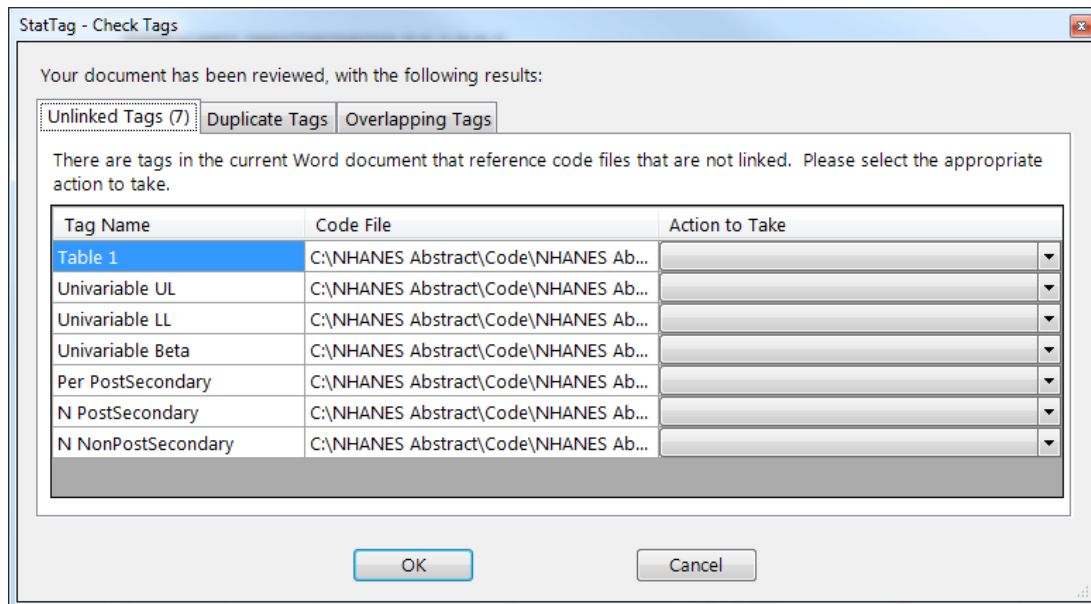 StatTag - Check Tags
Your document has been reviewed, with the following results:
Unlinked Tags (7) Duplicate Tags Overlapping Tags
There are tags in the current Word document that reference code files that are not linked. Please select the appropriate
action to take.
Tag Name Code File Action to Take
Table 1 C:\NHANES Abstract\Code\NHANES Ab...
Univariable UL C:\NHANES Abstract\Code\NHANES Ab...
Univariable LL C:\NHANES Abstract\Code\NHANES Ab...
Univariable Beta C:\NHANES Abstract\Code\NHANES Ab...
Per PostSecondary C:\NHANES Abstract\Code\NHANES Ab...
N PostSecondary C:\NHANES Abstract\Code\NHANES Ab...
N NonPostSecondary C:\NHANES Abstract\Code\NHANES Ab...
OK Cancel